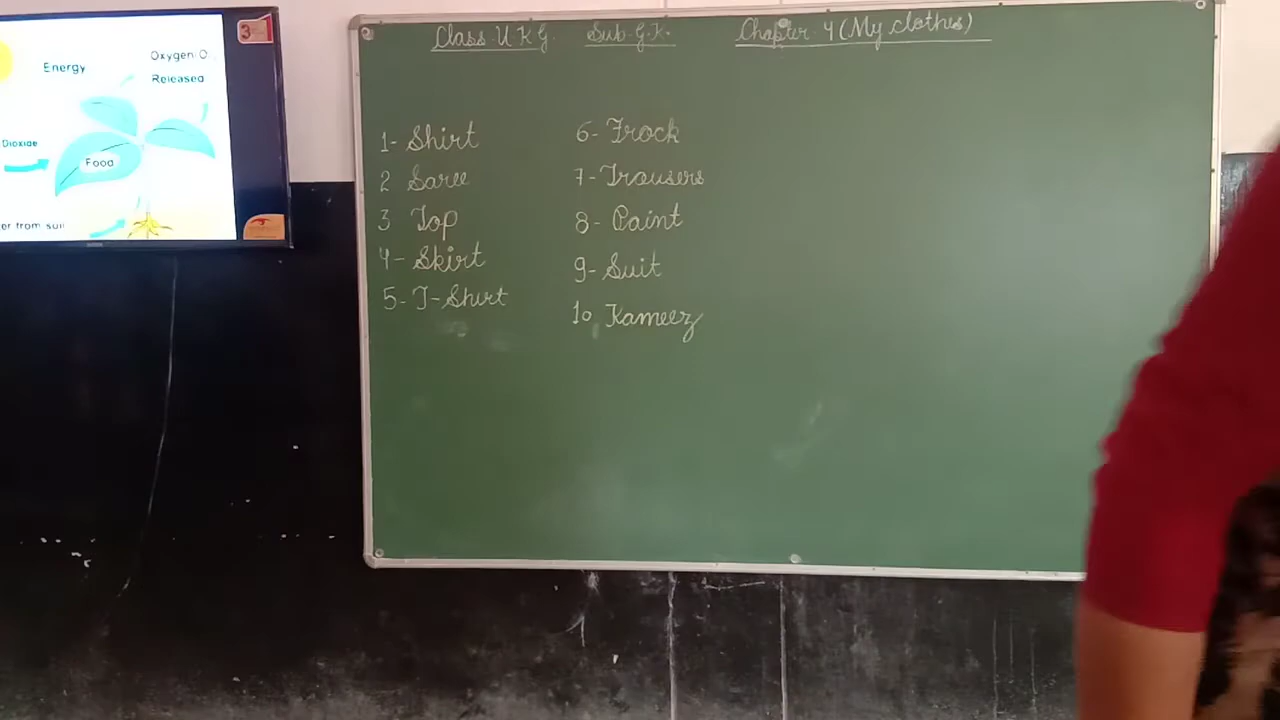 Class U K G. Sub G.K. Chapter 4 (My clothes)
1- Shirt
2 Saree
3 Top
4- Skirt
5- T-Shirt
6- Frock
7- Trousers
8- Paint
9- Suit
10 Kameez
Energy
Oxygen O
Released
Dioxide
Food
er from soil
3